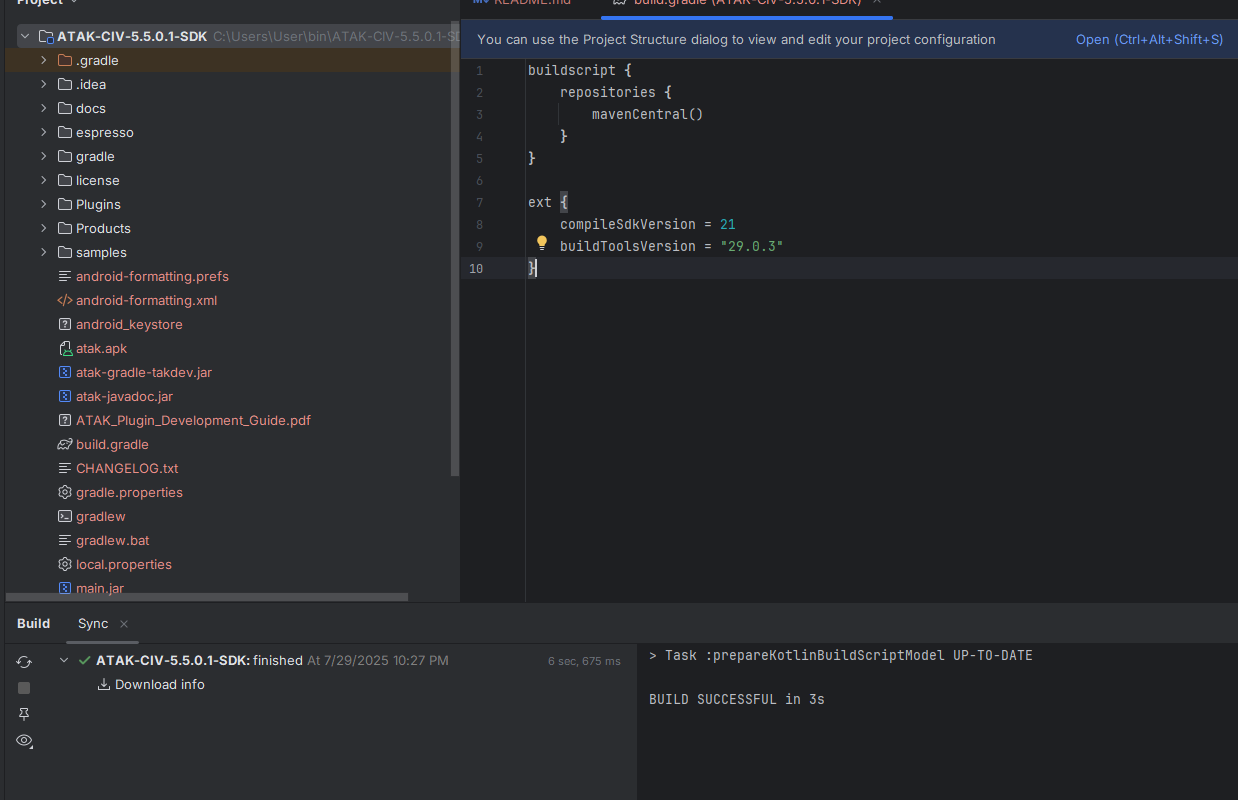 Project
README.md
build.gradle (ATAK-CIV-5.5.0.1-SDK)
ATAK-CIV-5.5.0.1-SDK C:\Users\User\bin\ATAK-CIV-5.5.0.1-SD
.gradle
.idea
docs
espresso
gradle
license
Plugins
Products
samples
android-formatting.prefs
android-formatting.xml
android_keystore
atak.apk
atak-gradle-takdev.jar
atak-javadoc.jar
ATAK_Plugin_Development_Guide.pdf
build.gradle
CHANGELOG.txt
gradle.properties
gradlew
gradlew.bat
local.properties
main.jar
You can use the Project Structure dialog to view and edit your project configuration
Open (Ctrl+Alt+Shift+S)
1 buildscript {
2 repositories {
3 mavenCentral()
4 }
5 }
6
7 ext {
8 compileSdkVersion = 21
9 buildToolsVersion = "29.0.3"
10 }
Build
Sync
ATAK-CIV-5.5.0.1-SDK: finished At 7/29/2025 10:27 PM
6 sec, 675 ms
Download info
> Task :prepareKotlinBuildScriptModel UP-TO-DATE
BUILD SUCCESSFUL in 3s